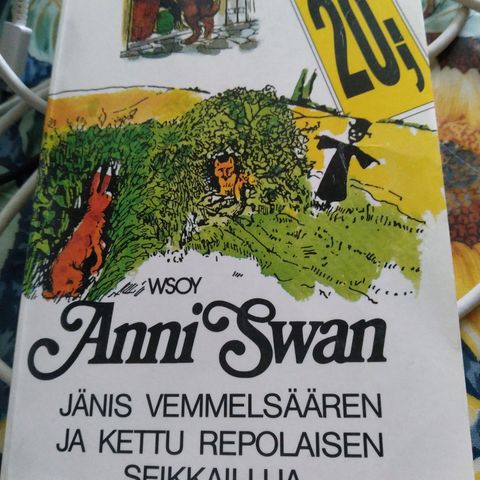 20,-
WSOY
Anni Swan
JÄNIS VEMMELSÄÄREN
JA KETTU REPOLAISEN
SEIKKAILUJA